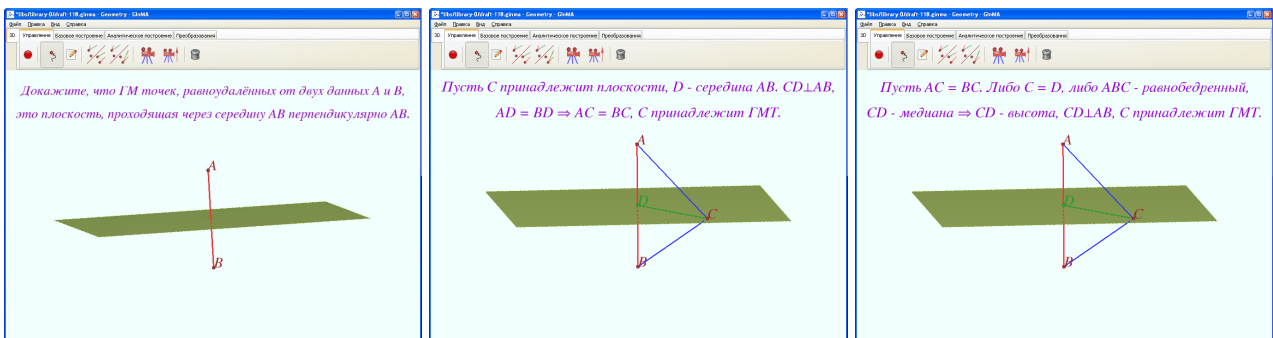 *libs/library-0/draft-118.ginma - Geometry - GInMA
Файл Правка Вид Справка
3D Управление Базовое построение Аналитическое построение Преобразования
Докажите, что ГМ точек, равноудалённых от двух данных A и B,
это плоскость, проходящая через середину AB перпендикулярно AB.
A
B
*libs/library-0/draft-118.ginma - Geometry - GInMA
Файл Правка Вид Справка
3D Управление Базовое построение Аналитическое построение Преобразования
Пусть C принадлежит плоскости, D - середина AB. CD⊥AB,
AD = BD ⇒ AC = BC, C принадлежит ГМТ.
A
D
C
B
*libs/library-0/draft-118.ginma - Geometry - GInMA
Файл Правка Вид Справка
3D Управление Базовое построение Аналитическое построение Преобразования
Пусть AC = BC. Либо C = D, либо ABC - равнобедренный,
CD - медиана ⇒ CD - высота, CD⊥AB, C принадлежит ГМТ.
A
D
C
B